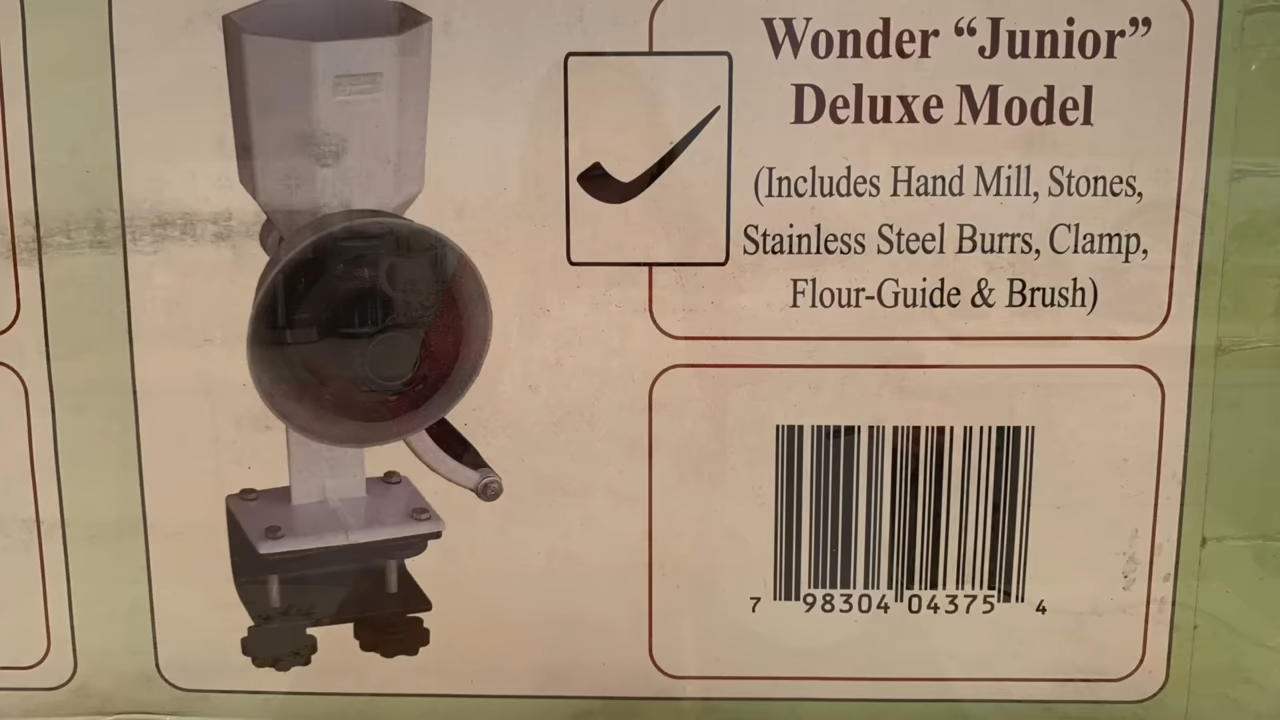 Wonder “Junior”
Deluxe Model
(Includes Hand Mill, Stones,
Stainless Steel Burrs, Clamp,
Flour-Guide & Brush)
7 98304 04375 4